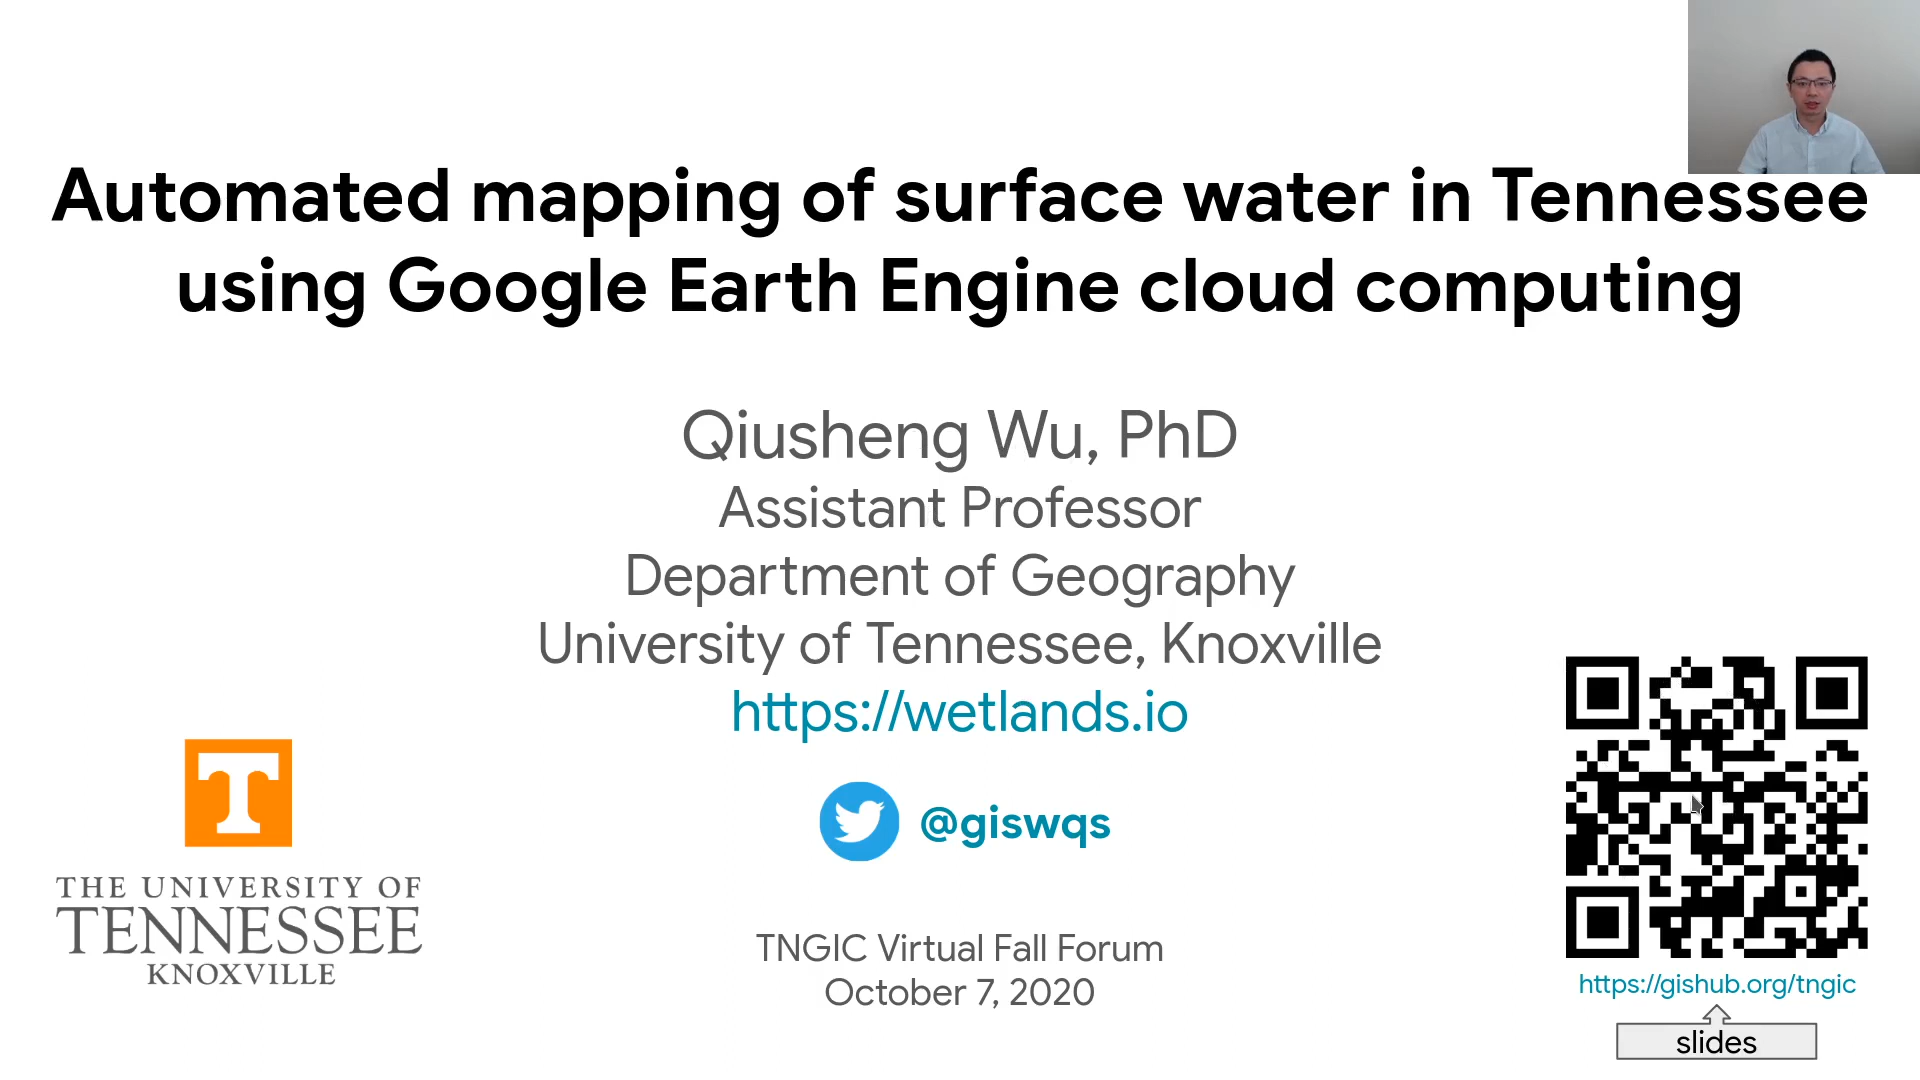 Automated mapping of surface water in Tennessee
using Google Earth Engine cloud computing
Qiusheng Wu, PhD
Assistant Professor
Department of Geography
University of Tennessee, Knoxville
https://wetlands.io
@giswqs
THE UNIVERSITY OF
TENNESSEE
KNOXVILLE
TNGIC Virtual Fall Forum
October 7, 2020
https://gishub.org/tngic
slides